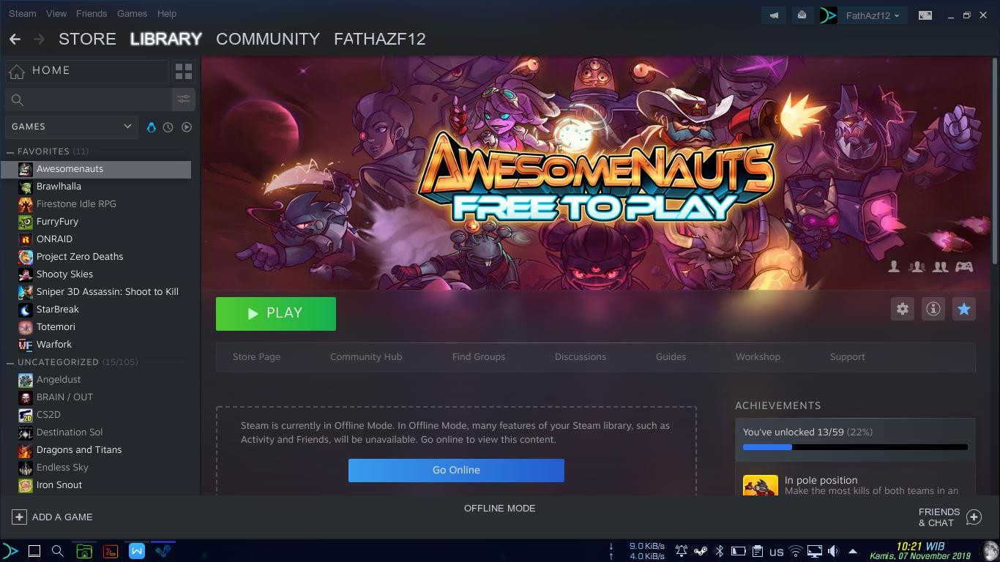 Steam View Friends Games Help
FathAzf12
STORE LIBRARY COMMUNITY FATHAZF12
HOME
GAMES
FAVORITES (11)
Awesomenauts
Brawlhalla
Firestone Idle RPG
FurryFury
ONRAID
Project Zero Deaths
Shooty Skies
Sniper 3D Assassin: Shoot to Kill
StarBreak
Totemori
Warfork
UNCATEGORIZED (15/105)
Angeldust
BRAIN / OUT
CS2D
Destination Sol
Dragons and Titans
Endless Sky
Iron Snout
AWESOMENAUTS
FREE TO PLAY
PLAY
Store Page Community Hub Find Groups Discussions Guides Workshop Support
Steam is currently in Offline Mode. In Offline Mode, many features of your Steam library, such as
Activity and Friends, will be unavailable. Go online to view this content.
Go Online
ACHIEVEMENTS
You've unlocked 13/59 (22%)
In pole position
Make the most kills of both teams in an
ADD A GAME
OFFLINE MODE
FRIENDS
& CHAT
9.0 KiB/s
4.0 KiB/s
us
10:21 WIB
Kamis, 07 November 2019